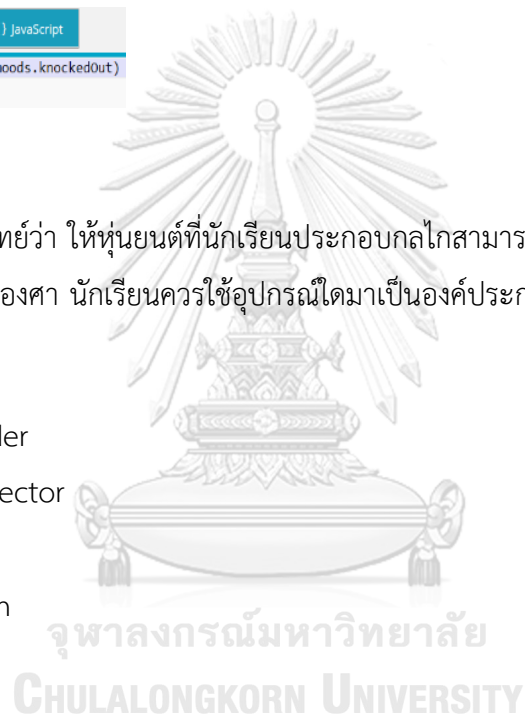 } JavaScript
moods.knockedOut)
ทย์ว่า ให้หุ่นยนต์ที่นักเรียนประกอบกลไกสามาร
องศา นักเรียนควรใช้อุปกรณ์ใดมาเป็นองค์ประก
ler
ector
จุฬาลงกรณ์มหาวิทยาลัย
CHULALONGKORN UNIVERSITY